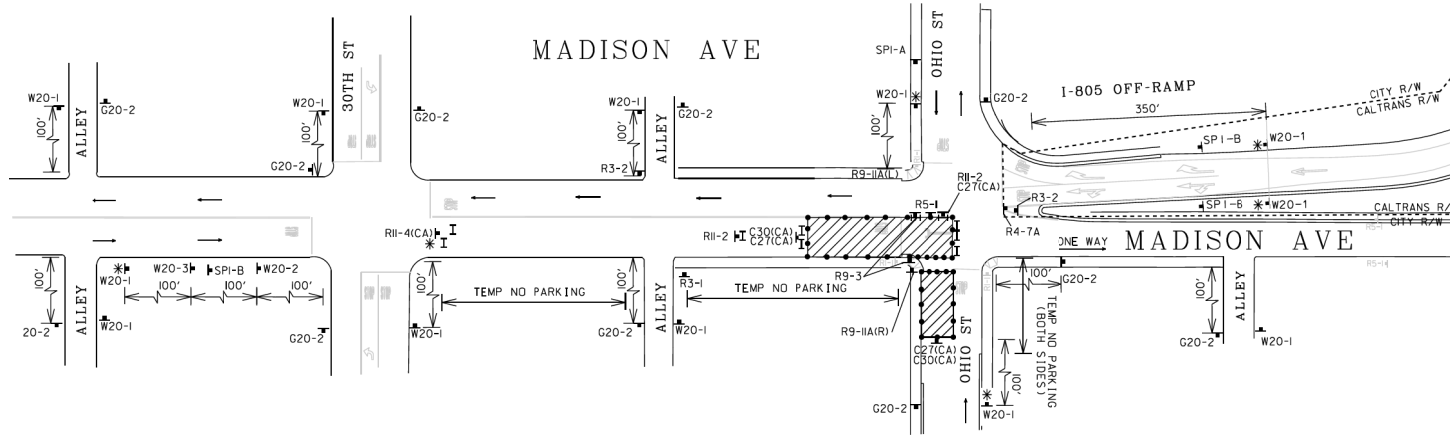 MADISON AVE
OHIO ST
30TH ST
SP1-A
W20-1
G20-2
I-805 OFF-RAMP
350'
CITY R/W
CALTRANS R/W
W20-1
G20-2
100'
ALLEY
W20-1
100'
G20-2
G20-2
W20-1
100'
R3-2
ALLEY
G20-2
100'
R9-11A(L)
SP1-B
W20-1
R11-2
C27(CA)
R5-1
R3-2
SP1-B
W20-1
CALTRANS R/
CITY R/W
R4-7A
R11-4(CA)
R11-2
C30(CA)
C27(CA)
ONE WAY
MADISON AVE
R5-1
W20-1
W20-3
SP1-B
W20-2
R9-3
100'
G20-2
R5-1
100'
100'
100'
100'
100'
R3-1
TEMP NO PARKING
TEMP NO PARKING
R9-11A(R)
TEMP NO PARKING
(BOTH SIDES)
100'
20-2
ALLEY
W20-1
G20-2
W20-1
G20-2
ALLEY
W20-1
C27(CA)
C30(CA)
OHIO ST
100'
G20-2
ALLEY
W20-1
G20-2
W20-1